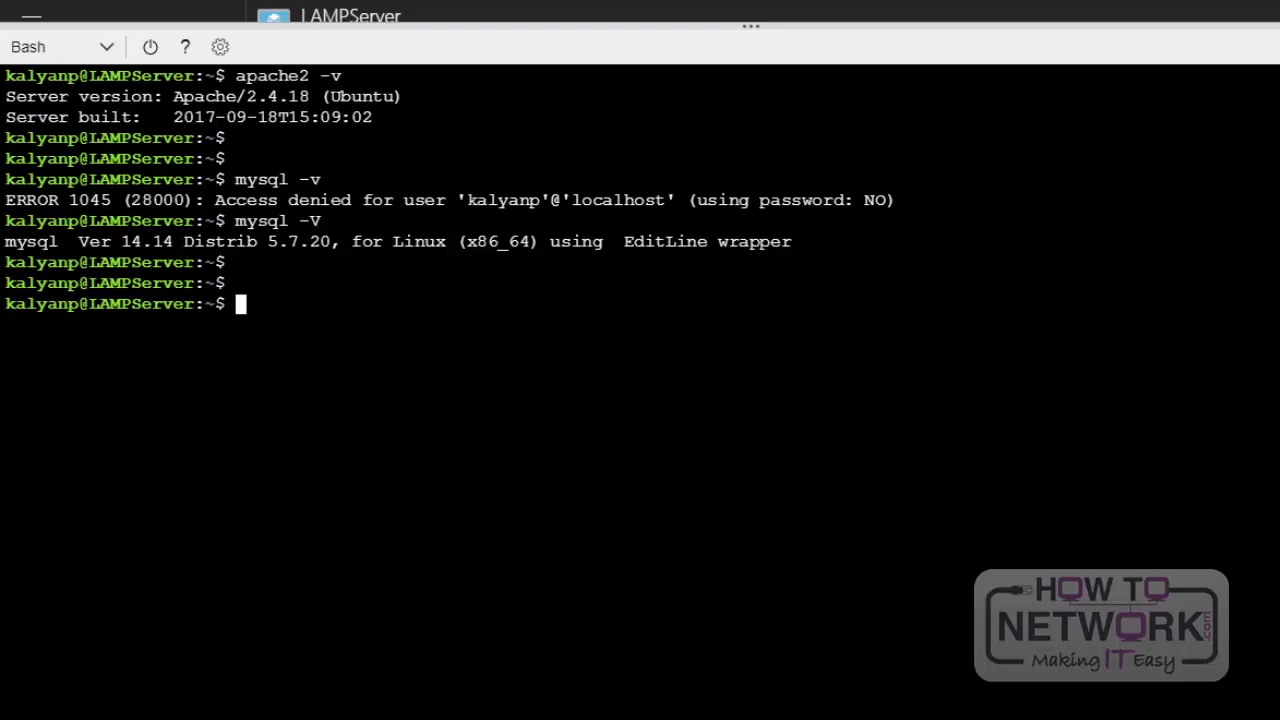 LAMPServer
Bash
?
kalyanp@LAMPServer:~$ apache2 -v
Server version: Apache/2.4.18 (Ubuntu)
Server built:   2017-09-18T15:09:02
kalyanp@LAMPServer:~$
kalyanp@LAMPServer:~$
kalyanp@LAMPServer:~$ mysql -v
ERROR 1045 (28000): Access denied for user 'kalyanp'@'localhost' (using password: NO)
kalyanp@LAMPServer:~$ mysql -V
mysql  Ver 14.14 Distrib 5.7.20, for Linux (x86_64) using  EditLine wrapper
kalyanp@LAMPServer:~$
kalyanp@LAMPServer:~$
kalyanp@LAMPServer:~$
HOW TO
NETWORK.com
Making IT Easy